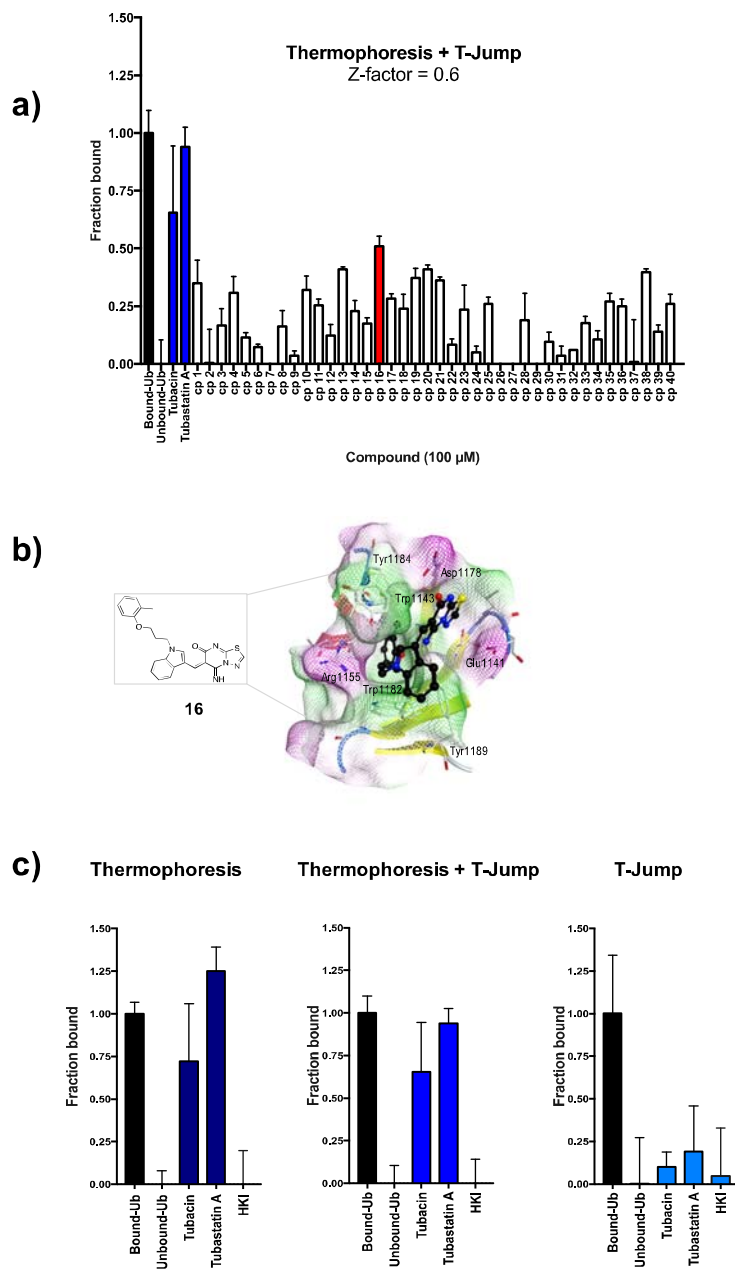 a)
Thermophoresis + T-Jump
Z-factor = 0.6
Fraction bound
1.50
1.25
1.00
0.75
0.50
0.25
0.00
Bound-Ub
Unbound-Ub
Tubacin
Tubastatin A
cp 1
cp 2
cp 3
cp 4
cp 5
cp 6
cp 7
cp 8
cp 9
cp 10
cp 11
cp 12
cp 13
cp 14
cp 15
cp 16
cp 17
cp 18
cp 19
cp 20
cp 21
cp 22
cp 23
cp 24
cp 25
cp 26
cp 27
cp 28
cp 29
cp 30
cp 31
cp 32
cp 33
cp 34
cp 35
cp 36
cp 37
cp 38
cp 39
cp 40
Compound (100 µM)
b)
O
N
O
N
S
N
N
NH
16
Tyr1184
Asp1178
Trp1143
Glu1141
Arg1155
Trp1182
Tyr1189
c)
Thermophoresis
Fraction bound
1.50
1.25
1.00
0.75
0.50
0.25
0.00
Bound-Ub
Unbound-Ub
Tubacin
Tubastatin A
HKI
Thermophoresis + T-Jump
Fraction bound
1.50
1.25
1.00
0.75
0.50
0.25
0.00
Bound-Ub
Unbound-Ub
Tubacin
Tubastatin A
HKI
T-Jump
Fraction bound
1.50
1.25
1.00
0.75
0.50
0.25
0.00
Bound-Ub
Unbound-Ub
Tubacin
Tubastatin A
HKI